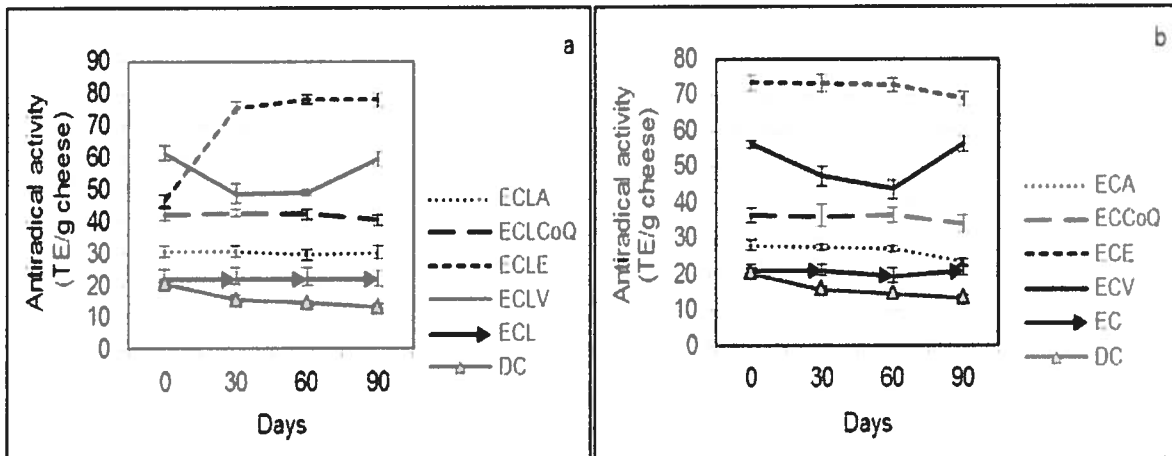 a
Antiradical activity
(TE/g cheese)
90
80
70
60
50
40
30
20
10
0
0 30 60 90
Days
ECLA
ECLCoQ
ECLE
ECLV
ECL
DC
b
Antiradical activity
(TE/g cheese)
80
70
60
50
40
30
20
10
0
0 30 60 90
Days
ECA
ECCoQ
ECE
ECV
EC
DC